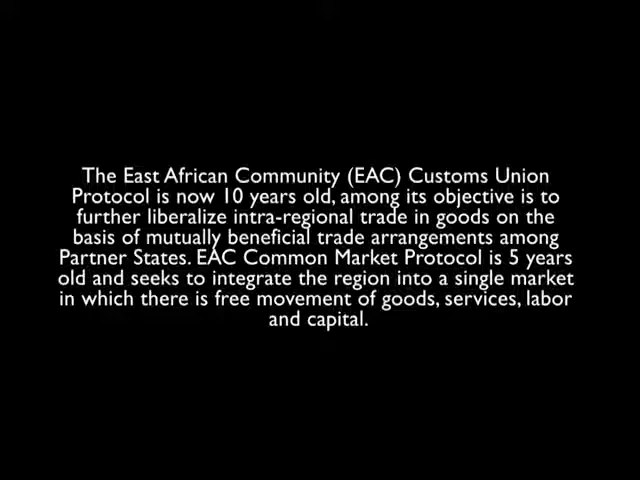 The East African Community (EAC) Customs Union
Protocol is now 10 years old, among its objective is to
further liberalize intra-regional trade in goods on the
basis of mutually beneficial trade arrangements among
Partner States. EAC Common Market Protocol is 5 years
old and seeks to integrate the region into a single market
in which there is free movement of goods, services, labor
and capital.